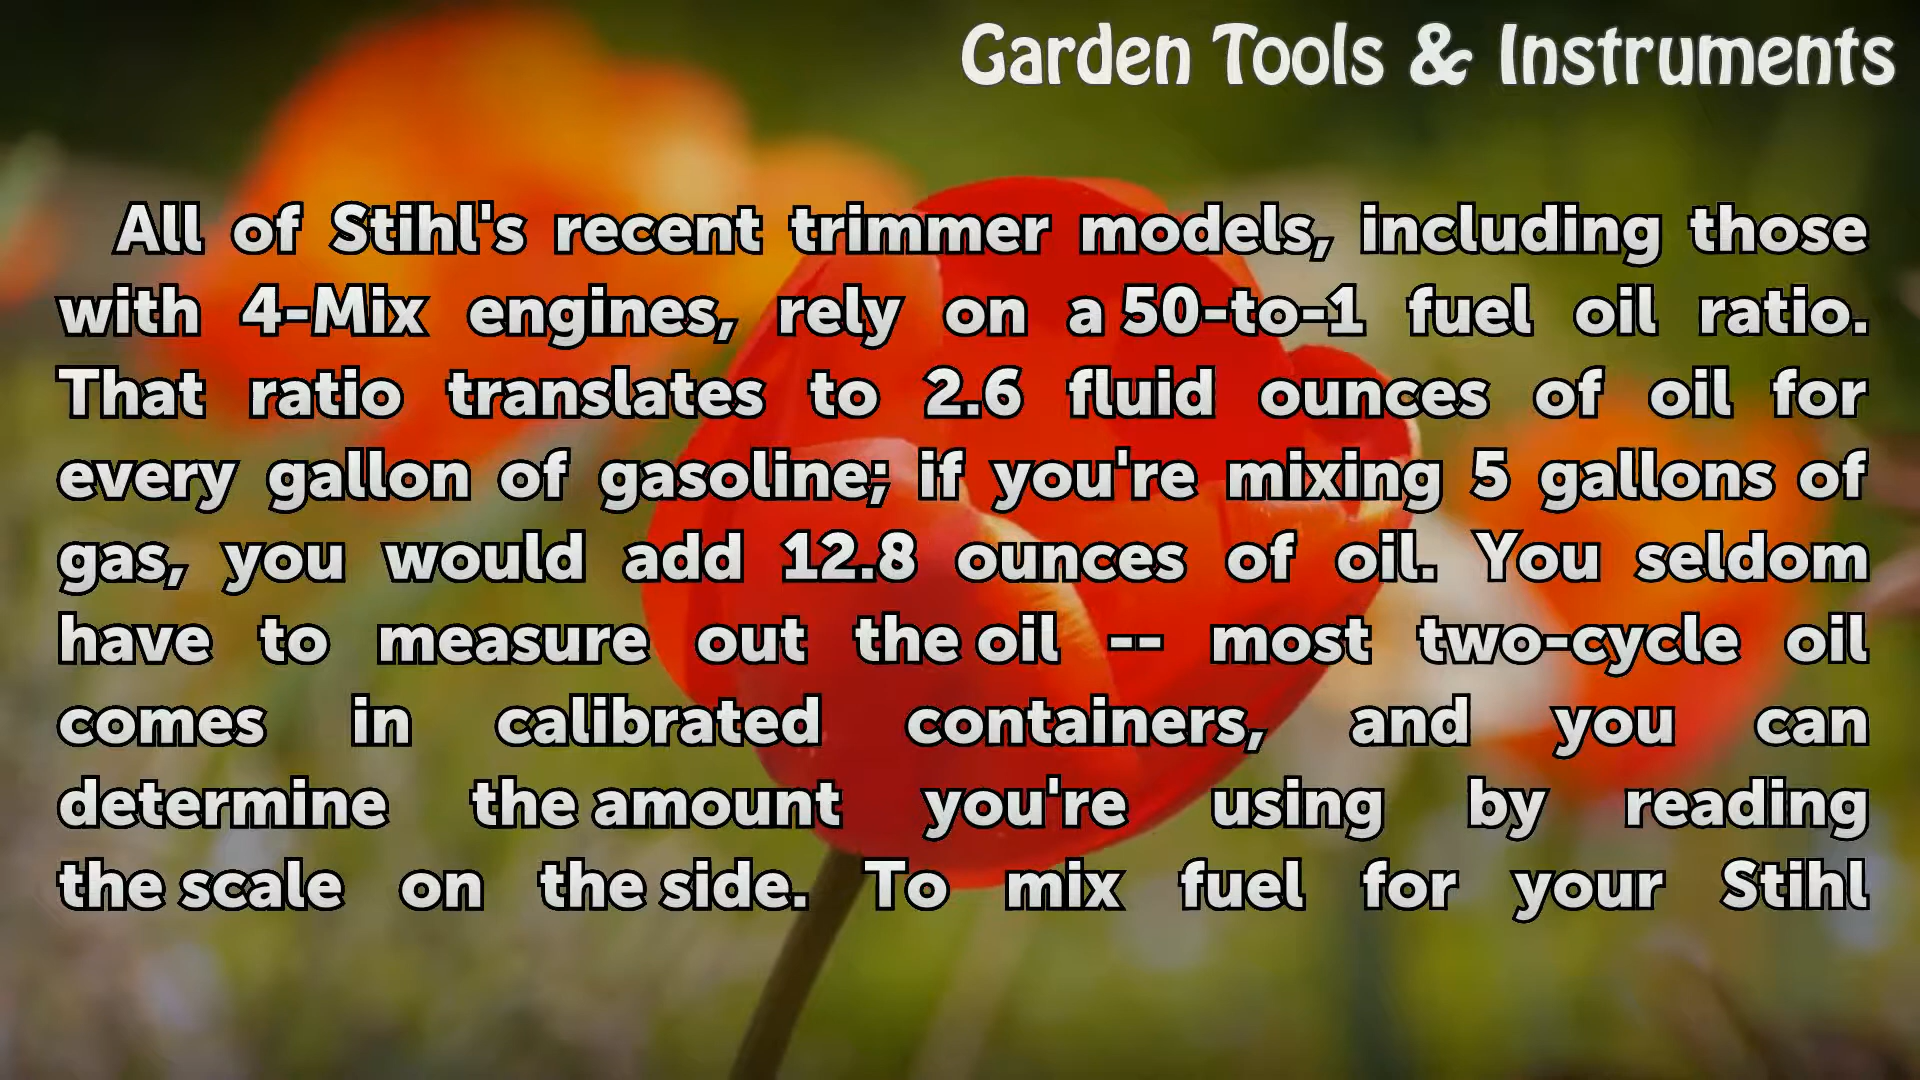 Garden Tools & Instruments
All of Stihl's recent trimmer models, including those
with 4-Mix engines, rely on a 50-to-1 fuel oil ratio.
That ratio translates to 2.6 fluid ounces of oil for
every gallon of gasoline; if you're mixing 5 gallons of
gas, you would add 12.8 ounces of oil. You seldom
have to measure out the oil -- most two-cycle oil
comes in calibrated containers, and you can
determine the amount you're using by reading
the scale on the side. To mix fuel for your Stihl